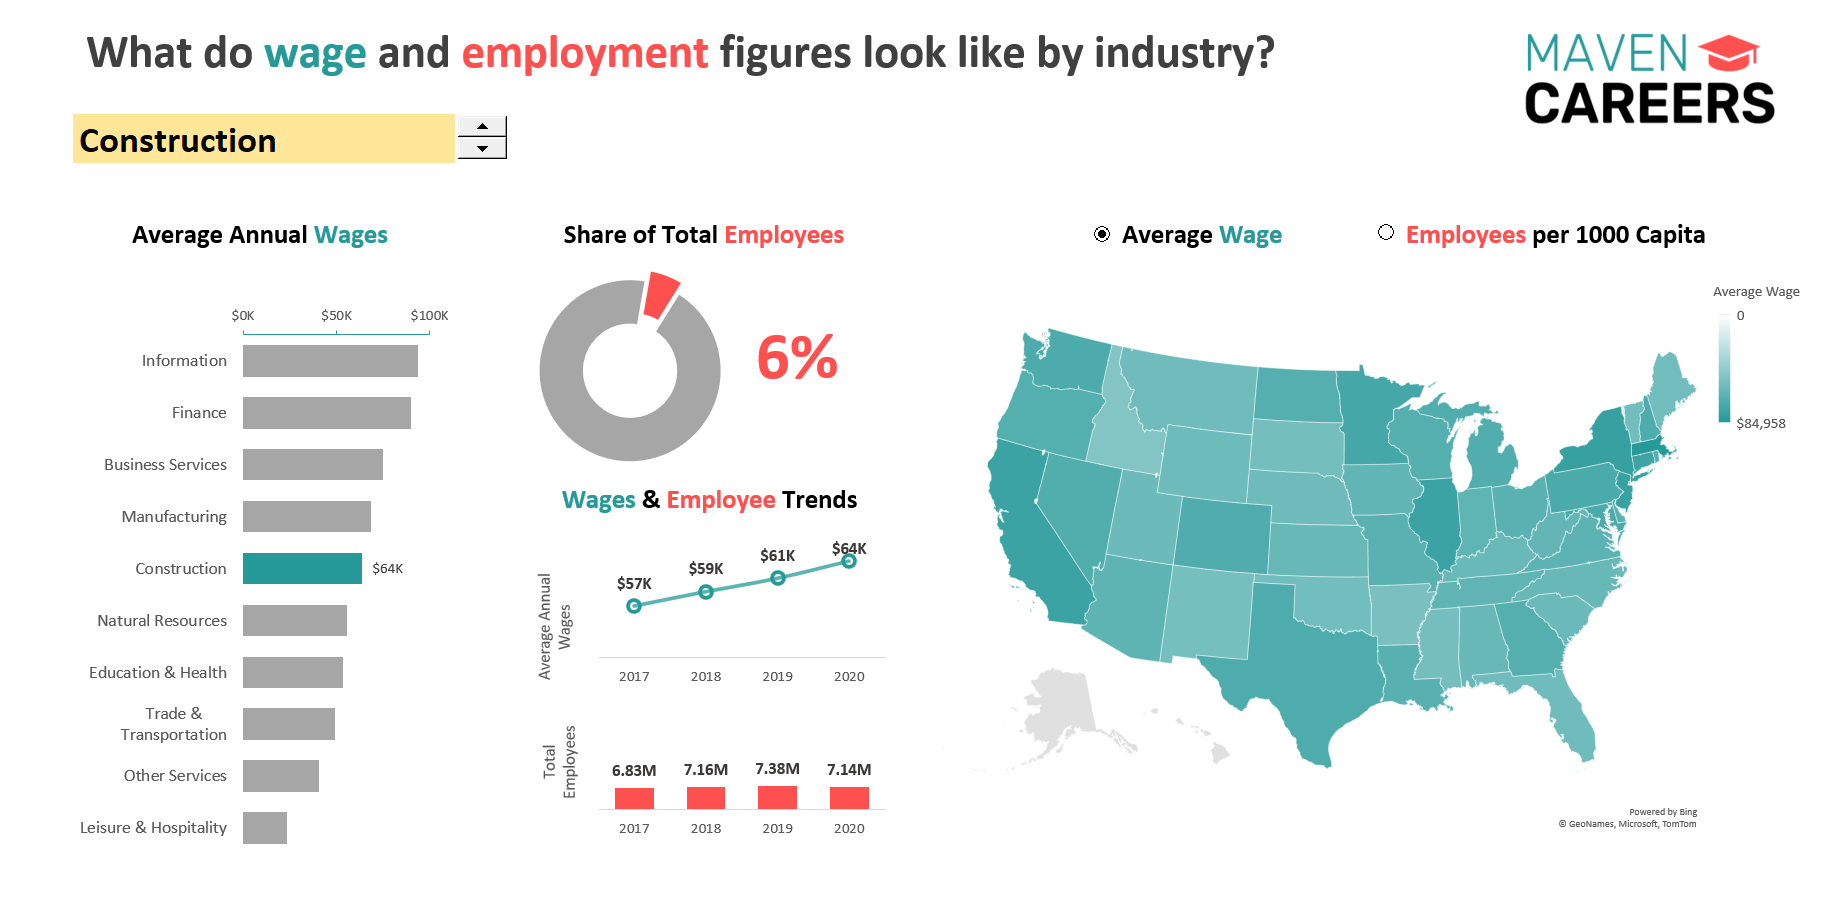 What do wage and employment figures look like by industry?
MAVEN
CAREERS
Construction
Average Annual Wages
$0K $50K $100K
Information
Finance
Business Services
Manufacturing
Construction $64K
Natural Resources
Education & Health
Trade &
Transportation
Other Services
Leisure & Hospitality
Share of Total Employees
6%
Wages & Employee Trends
Average Annual
Wages
$57K $59K $61K $64K
2017 2018 2019 2020
Total
Employees
6.83M 7.16M 7.38M 7.14M
2017 2018 2019 2020
Average Wage
Employees per 1000 Capita
Average Wage
0
$84,958
Powered by Bing
© GeoNames, Microsoft, TomTom